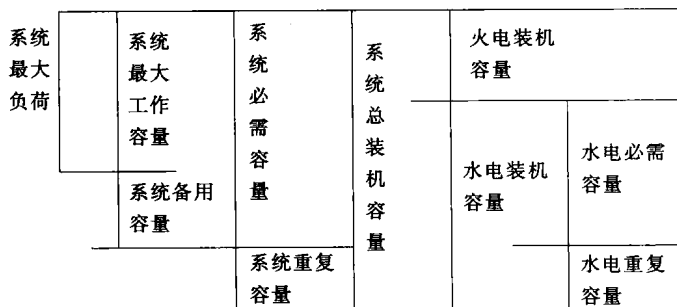 系统
最大
负荷
系统
最大
工作
容量
系统备用
容量
系
统
必
需
容
量
系统重复
容量
系
统
总
装
机
容
量
火电装机
容量
水电装机
容量
水电必需
容量
水电重复
容量